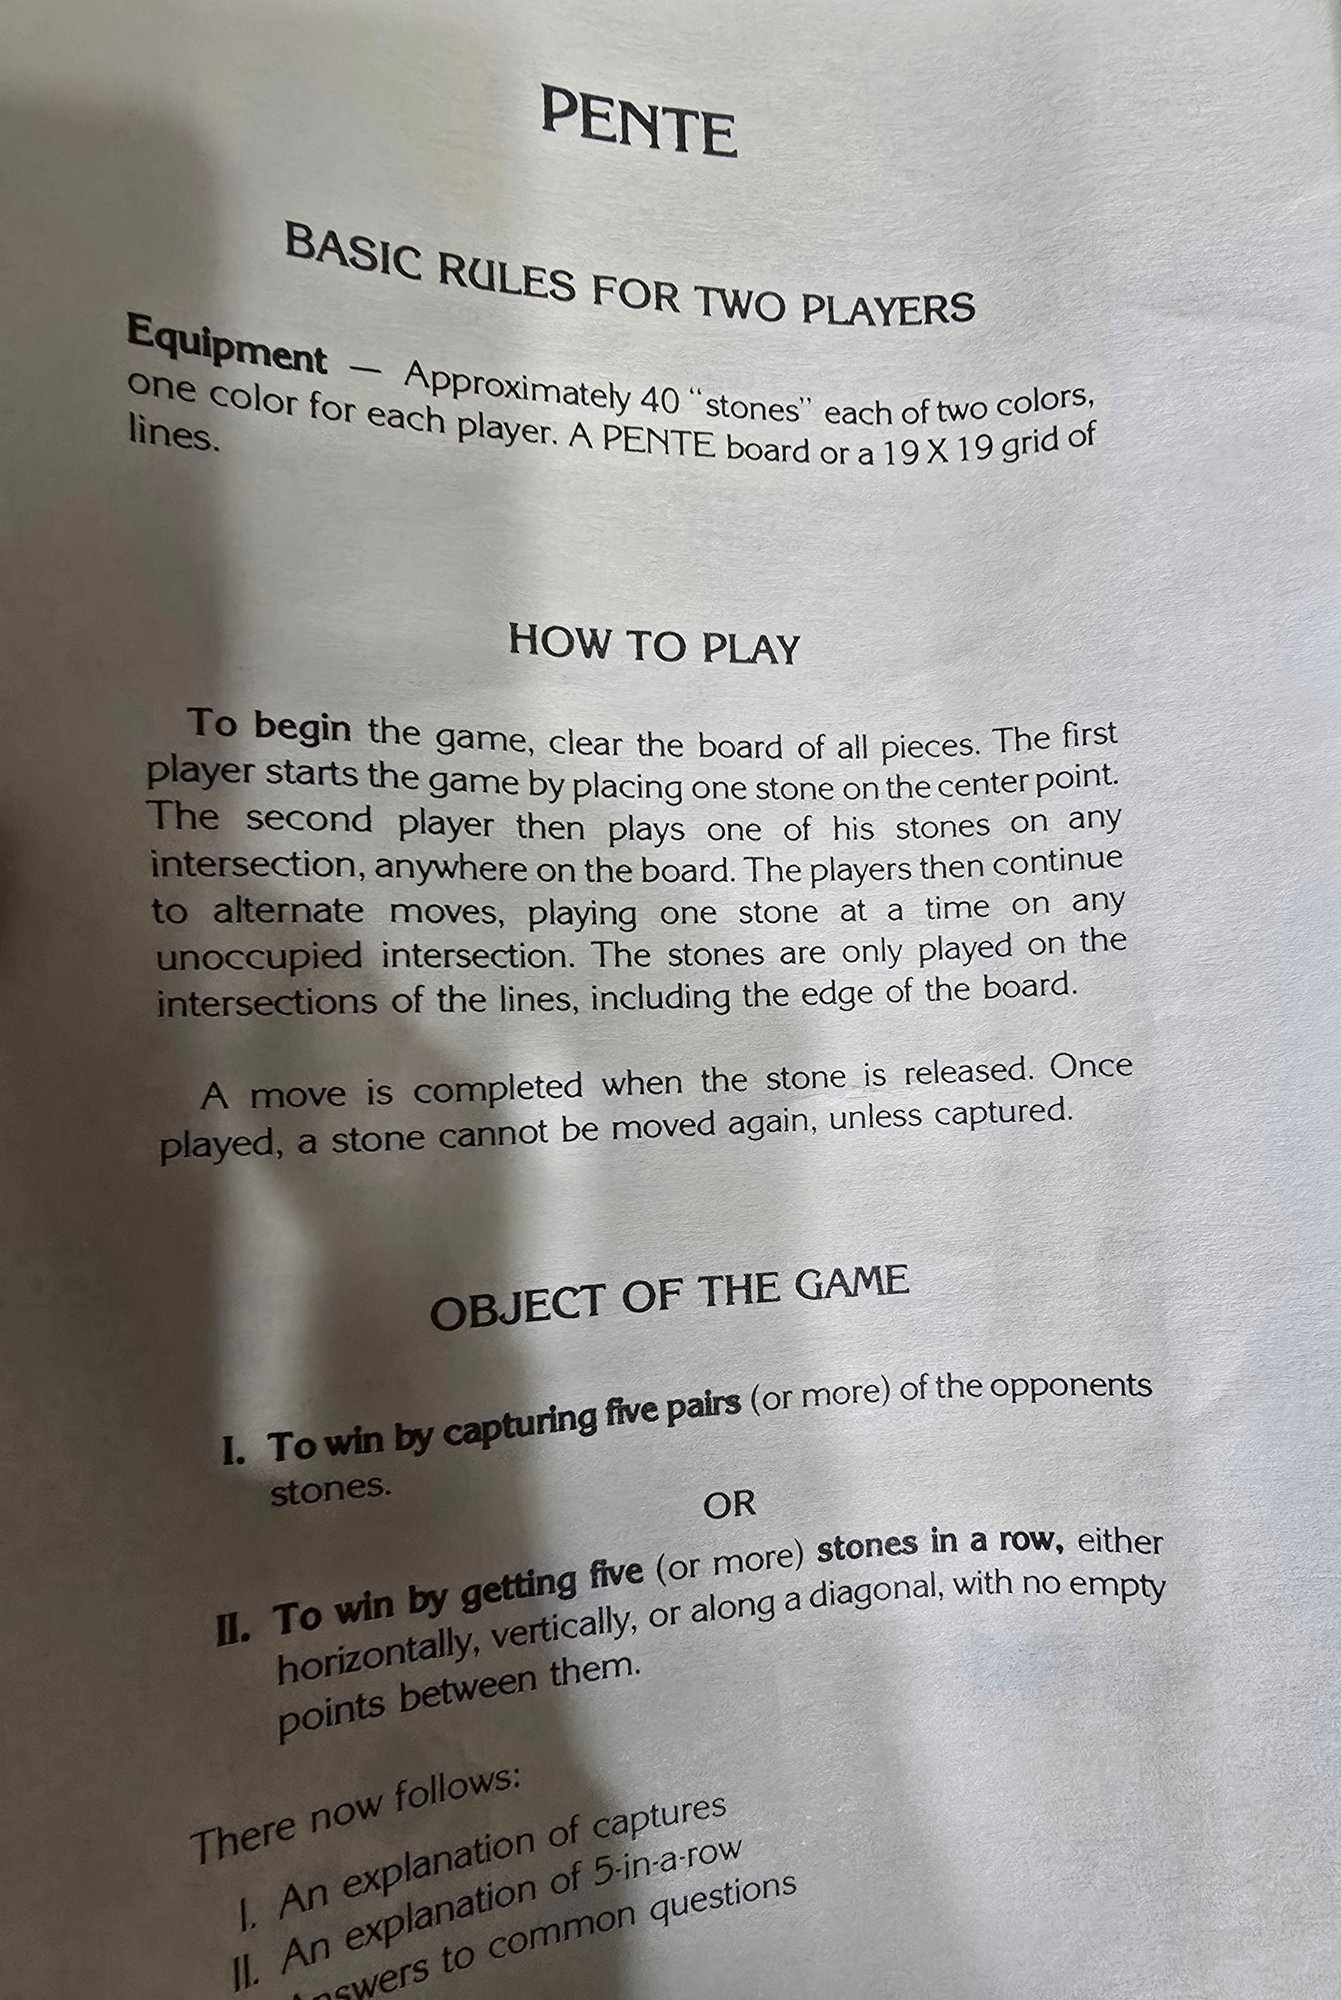 PENTE
BASIC RULES FOR TWO PLAYERS
Equipment — Approximately 40 "stones" each of two colors,
one color for each player. A PENTE board or a 19 X 19 grid of
lines.
HOW TO PLAY
To begin the game, clear the board of all pieces. The first
player starts the game by placing one stone on the center point.
The second player then plays one of his stones on any
intersection, anywhere on the board. The players then continue
to alternate moves, playing one stone at a time on any
unoccupied intersection. The stones are only played on the
intersections of the lines, including the edge of the board.
A move is completed when the stone is released. Once
played, a stone cannot be moved again, unless captured.
OBJECT OF THE GAME
I. To win by capturing five pairs (or more) of the opponents
stones.
OR
II. To win by getting five (or more) stones in a row, either
horizontally, vertically, or along a diagonal, with no empty
points between them.
There now follows:
I. An explanation of captures
II. An explanation of 5-in-a-row
to common questions